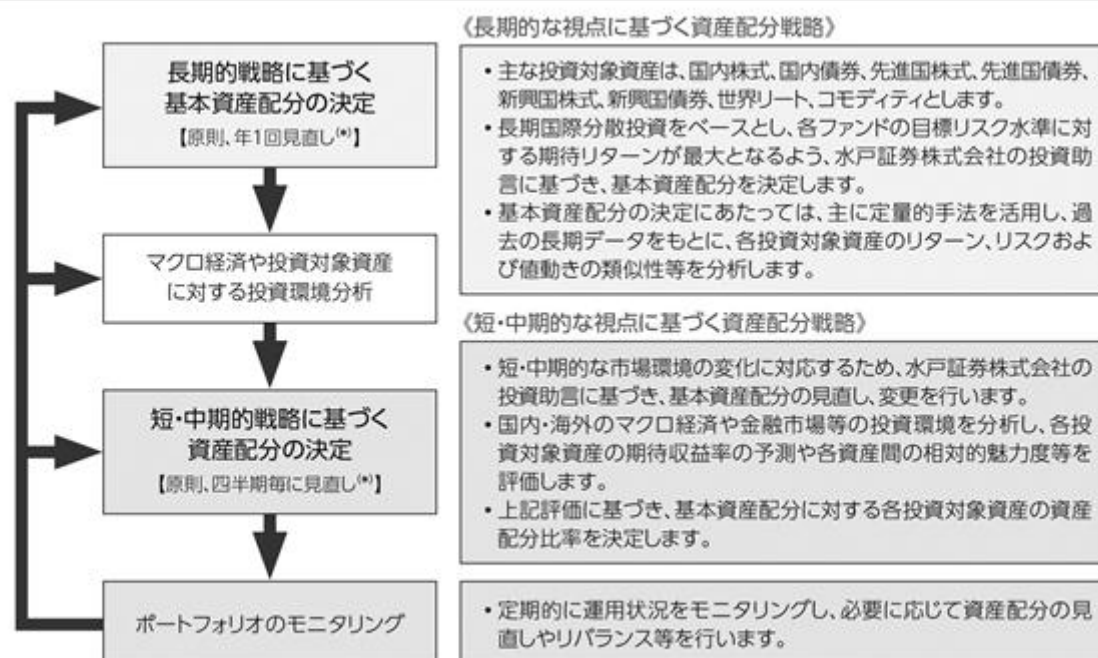 長期的戦略に基づく
基本資産配分の決定
【原則、年1回見直し(*)】
マクロ経済や投資対象資産
に対する投資環境分析
短・中期的戦略に基づく
資産配分の決定
【原則、四半期毎に見直し(*)】
ポートフォリオのモニタリング
《長期的な視点に基づく資産配分戦略》
・主な投資対象資産は、国内株式、国内債券、先進国株式、先進国債券、
新興国株式、新興国債券、世界リート、コモディティとします。
・長期国際分散投資をベースとし、各ファンドの目標リスク水準に対
する期待リターンが最大となるよう、水戸証券株式会社の投資助
言に基づき、基本資産配分を決定します。
・基本資産配分の決定にあたっては、主に定量的手法を活用し、過
去の長期データをもとに、各投資対象資産のリターン、リスクおよ
び値動きの類似性等を分析します。
《短・中期的な視点に基づく資産配分戦略》
・短・中期的な市場環境の変化に対応するため、水戸証券株式会社の
投資助言に基づき、基本資産配分の見直し、変更を行います。
・国内・海外のマクロ経済や金融市場等の投資環境を分析し、各投
資対象資産の期待収益率の予測や各資産間の相対的魅力度等を
評価します。
・上記評価に基づき、基本資産配分に対する各投資対象資産の資産
配分比率を決定します。
・定期的に運用状況をモニタリングし、必要に応じて資産配分の見
直しやリバランス等を行います。